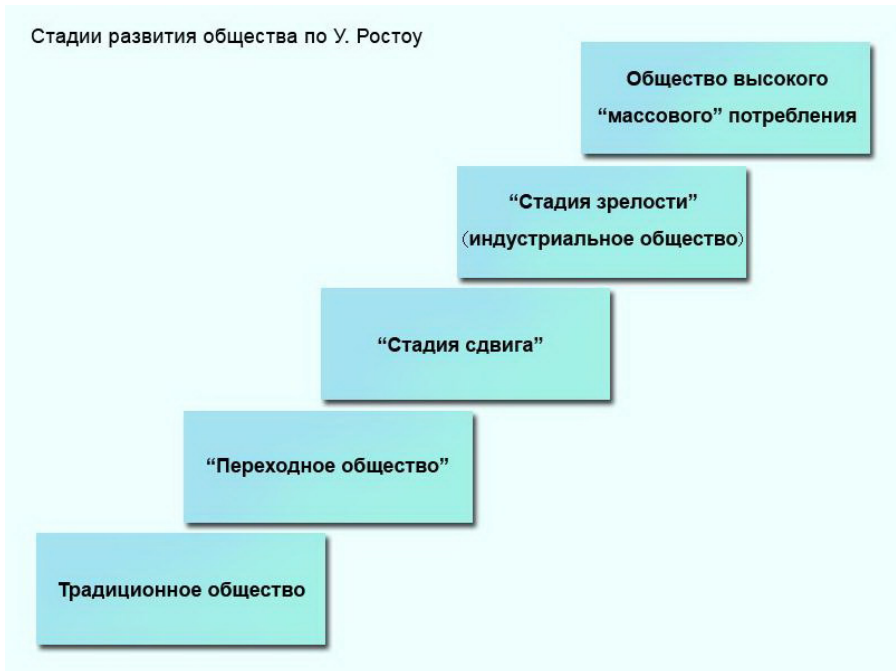 Стадии развития общества по У. Ростоу
Общество высокого
“массового” потребления
“Стадия зрелости”
(индустриальное общество)
“Стадия сдвига”
“Переходное общество”
Традиционное общество